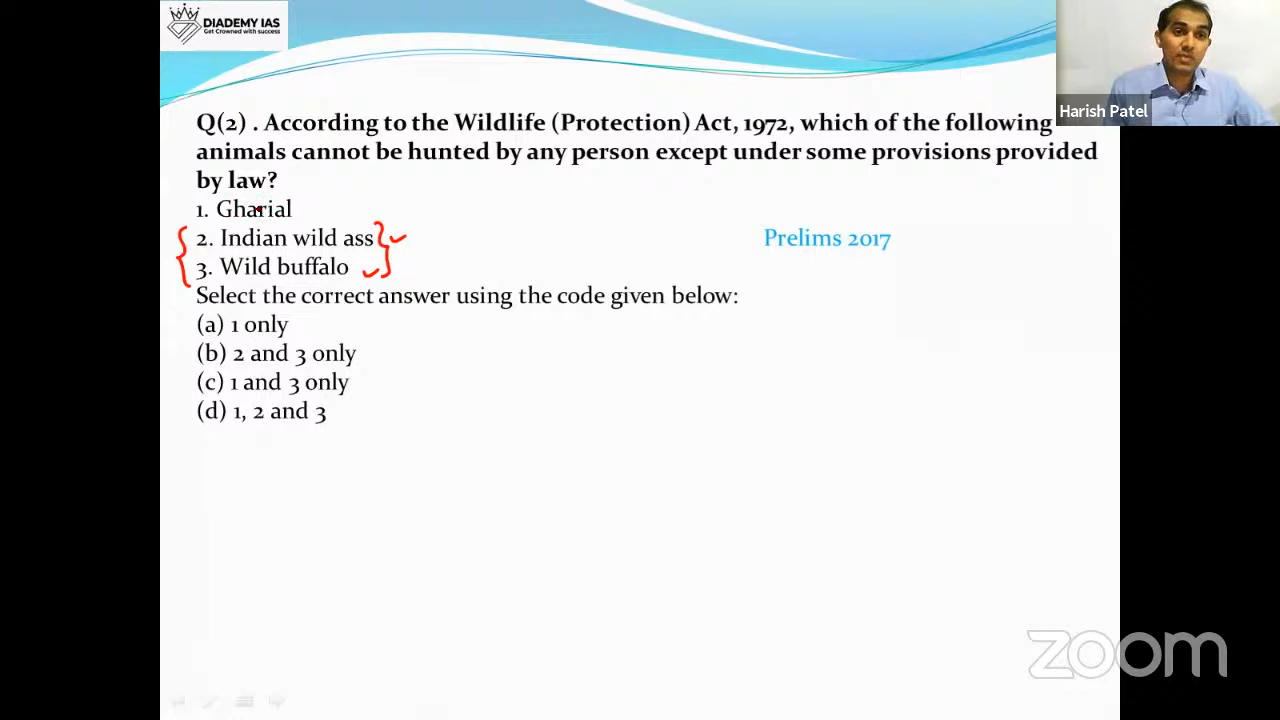 DIADEMY IAS
Get Crowned with success
Harish Patel
Q(2) . According to the Wildlife (Protection) Act, 1972, which of the following
animals cannot be hunted by any person except under some provisions provided
by law?
1. Gharial
2. Indian wild ass
Prelims 2017
3. Wild buffalo
Select the correct answer using the code given below:
(a) 1 only
(b) 2 and 3 only
(c) 1 and 3 only
(d) 1, 2 and 3
zoom